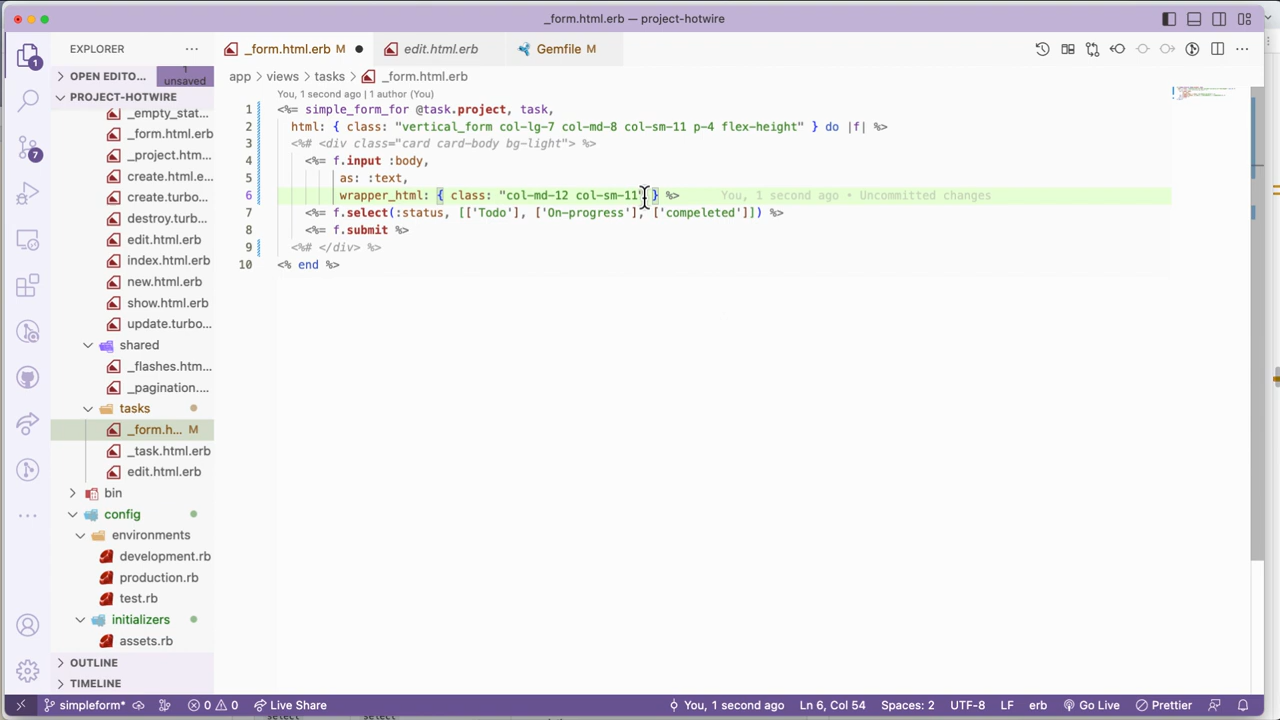 _form.html.erb — project-hotwire
EXPLORER
_form.html.erb M
edit.html.erb
Gemfile M
1
OPEN EDITO...
1 unsaved
app > views > tasks > _form.html.erb
PROJECT-HOTWIRE
You, 1 second ago | 1 author (You)
_empty_stat...
_form.html.erb
_project.htm...
create.html.e...
create.turbo...
destroy.turb...
edit.html.erb
index.html.erb
new.html.erb
show.html.erb
update.turbo...
shared
_flashes.htm...
_pagination....
tasks
_form.h... M
_task.html.erb
edit.html.erb
bin
config
environments
development.rb
production.rb
test.rb
initializers
assets.rb
OUTLINE
TIMELINE
7
1 <%= simple_form_for @task.project, task,
2 html: { class: "vertical_form col-lg-7 col-md-8 col-sm-11 p-4 flex-height" } do |f| %>
3 <%# <div class="card card-body bg-light"> %>
4 <%= f.input :body,
5 as: :text,
6 wrapper_html: { class: "col-md-12 col-sm-11" } %> You, 1 second ago • Uncommitted changes
7 <%= f.select(:status, [['Todo'], ['On-progress'], ['compeleted']]) %>
8 <%= f.submit %>
9 <%# </div> %>
10 <% end %>
simpleform* 0 0 Live Share You, 1 second ago Ln 6, Col 54 Spaces: 2 UTF-8 LF erb Go Live Prettier